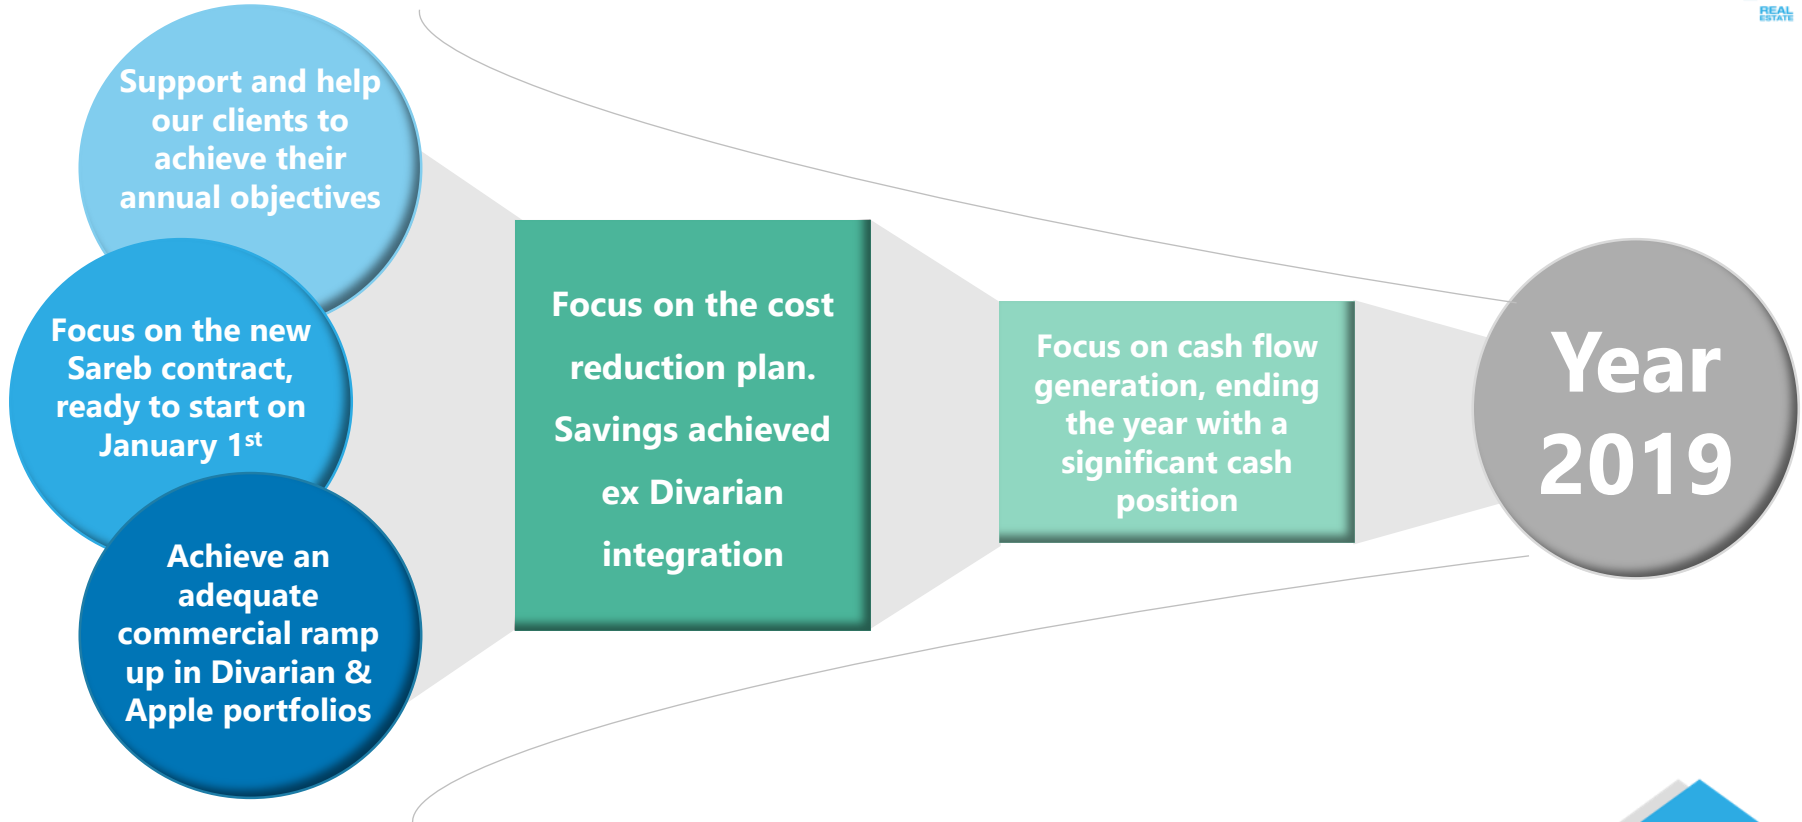 REAL
ESTATE
Support and help
our clients to
achieve their
annual objectives
Focus on the new
Sareb contract,
ready to start on
January 1st
Achieve an
adequate
commercial ramp
up in Divarian &
Apple portfolios
Focus on the cost
reduction plan.
Savings achieved
ex Divarian
integration
Focus on cash flow
generation, ending
the year with a
significant cash
position
Year
2019